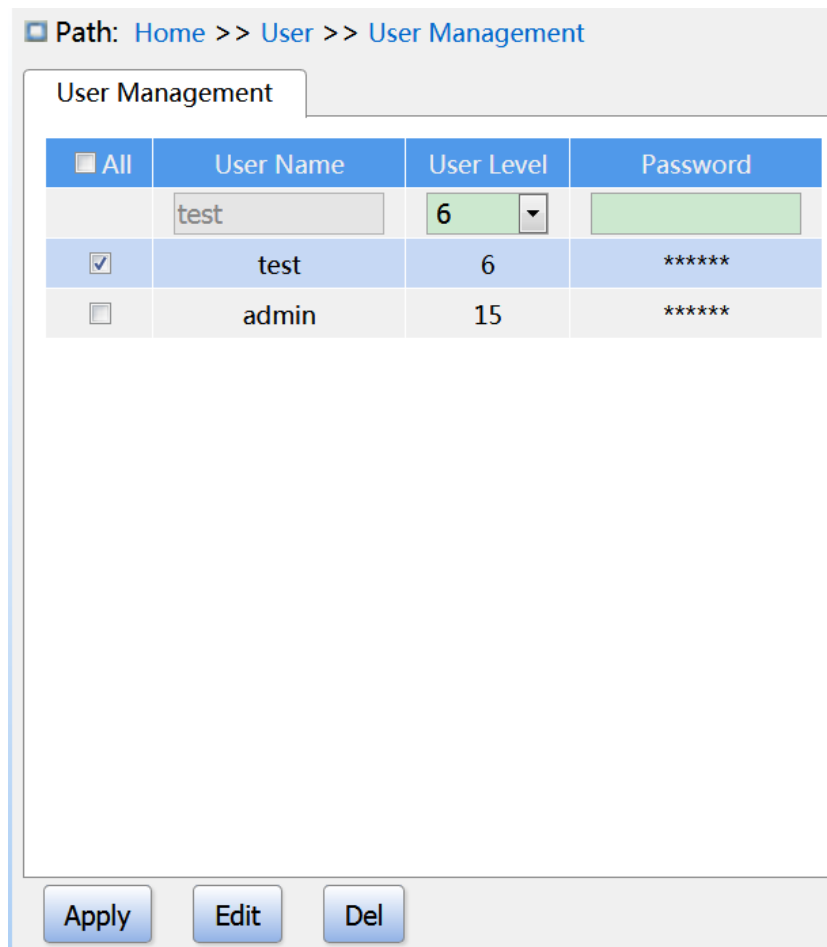 Path: Home >> User >> User Management
User Management
All User Name User Level Password
test 6
test 6 ******
admin 15 ******
Apply Edit Del